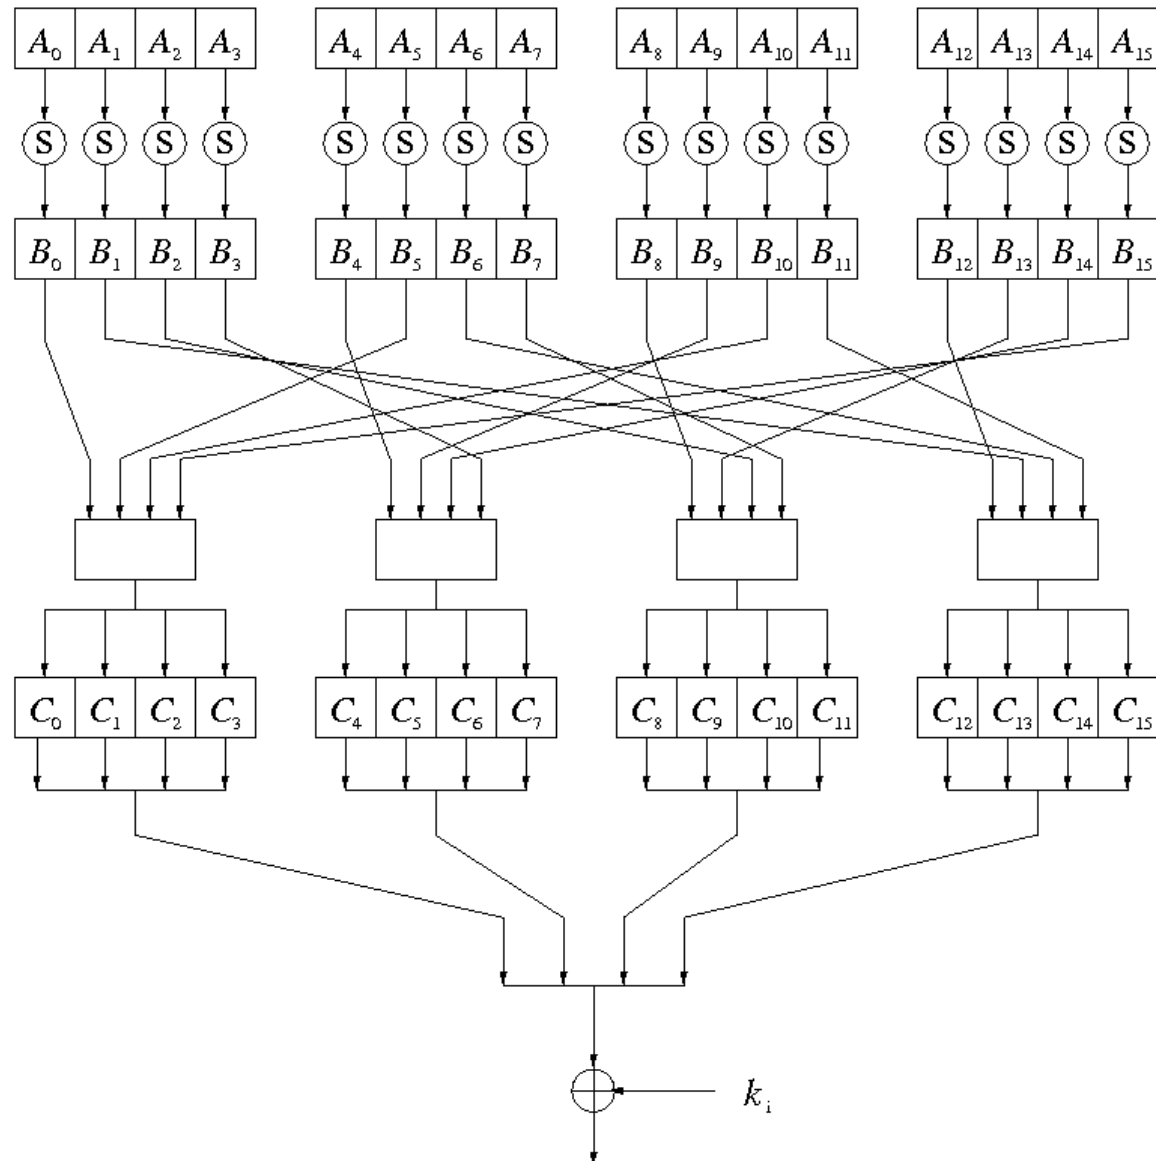 A₀ A₁ A₂ A₃ A₄ A₅ A₆ A₇ A₈ A₉ A₁₀ A₁₁ A₁₂ A₁₃ A₁₄ A₁₅
S S S S S S S S S S S S S S S S
B₀ B₁ B₂ B₃ B₄ B₅ B₆ B₇ B₈ B₉ B₁₀ B₁₁ B₁₂ B₁₃ B₁₄ B₁₅
C₀ C₁ C₂ C₃ C₄ C₅ C₆ C₇ C₈ C₉ C₁₀ C₁₁ C₁₂ C₁₃ C₁₄ C₁₅
kᵢ